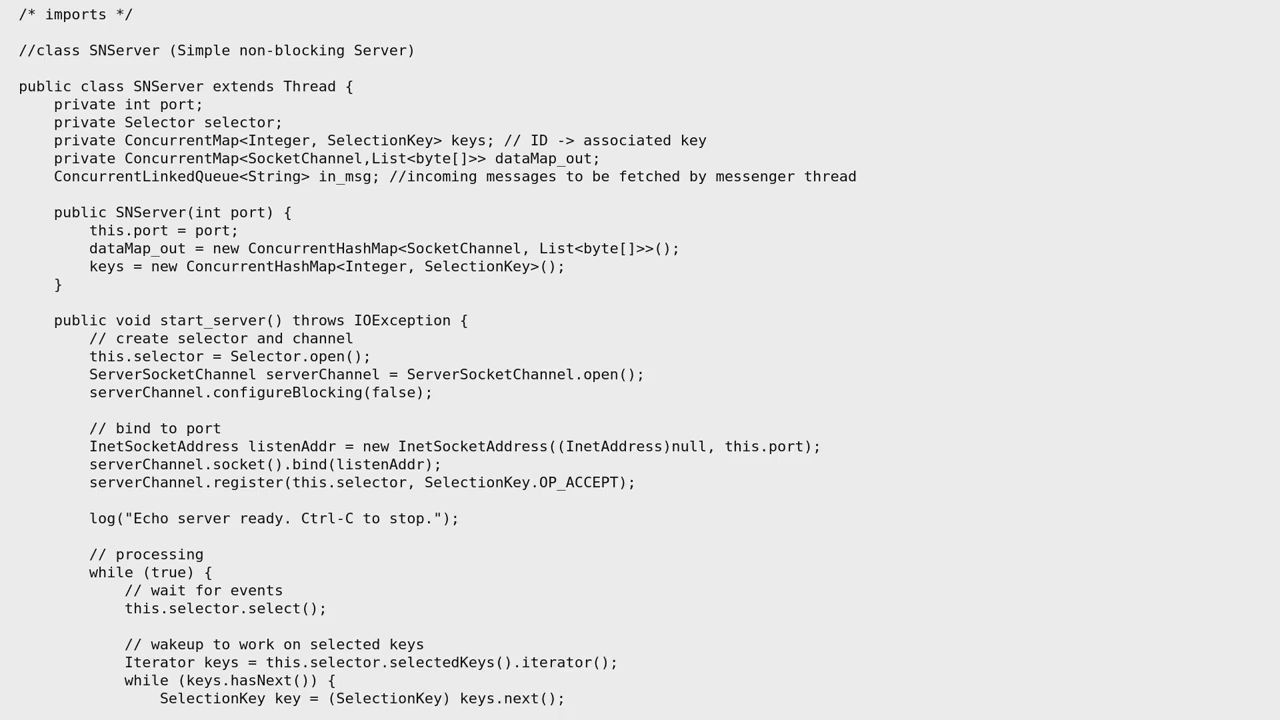 /* imports */
//class SNServer (Simple non-blocking Server)
public class SNServer extends Thread {
    private int port;
    private Selector selector;
    private ConcurrentMap<Integer, SelectionKey> keys; // ID -> associated key
    private ConcurrentMap<SocketChannel,List<byte[]>> dataMap_out;
    ConcurrentLinkedQueue<String> in_msg; //incoming messages to be fetched by messenger thread
    public SNServer(int port) {
        this.port = port;
        dataMap_out = new ConcurrentHashMap<SocketChannel, List<byte[]>>();
        keys = new ConcurrentHashMap<Integer, SelectionKey>();
    }
    public void start_server() throws IOException {
        // create selector and channel
        this.selector = Selector.open();
        ServerSocketChannel serverChannel = ServerSocketChannel.open();
        serverChannel.configureBlocking(false);
        // bind to port
        InetSocketAddress listenAddr = new InetSocketAddress((InetAddress)null, this.port);
        serverChannel.socket().bind(listenAddr);
        serverChannel.register(this.selector, SelectionKey.OP_ACCEPT);
        log("Echo server ready. Ctrl-C to stop.");
        // processing
        while (true) {
            // wait for events
            this.selector.select();
            // wakeup to work on selected keys
            Iterator keys = this.selector.selectedKeys().iterator();
            while (keys.hasNext()) {
                SelectionKey key = (SelectionKey) keys.next();